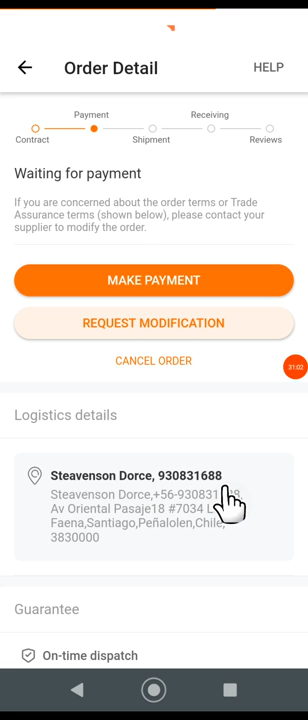 Order Detail
HELP
Payment
Receiving
Contract
Shipment
Reviews
Waiting for payment
If you are concerned about the order terms or Trade
Assurance terms (shown below), please contact your
supplier to modify the order.
MAKE PAYMENT
REQUEST MODIFICATION
CANCEL ORDER
31:02
Logistics details
Steavenson Dorce, 930831688
Steavenson Dorce,+56-930831
Av Oriental Pasaje18 #7034
Faena,Santiago,Peñalolen,Chile,
3830000
Guarantee
On-time dispatch